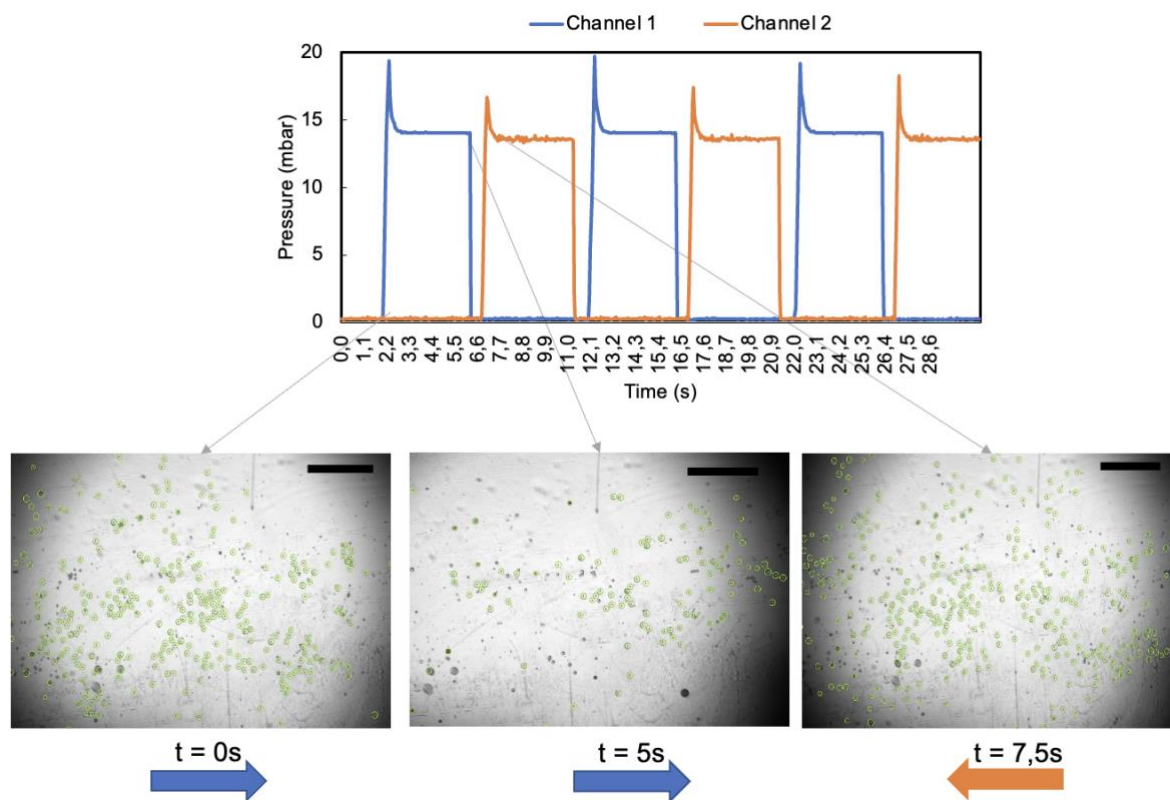 Channel 1 Channel 2
20
15
10
5
0
Pressure (mbar)
0,0 1,1 2,2 3,3 4,4 5,5 6,6 7,7 8,8 9,9 11,0 12,1 13,2 14,3 15,4 16,5 17,6 18,7 19,8 20,9 22,0 23,1 24,2 25,3 26,4 27,5 28,6
Time (s)
t = 0s t = 5s t = 7,5s